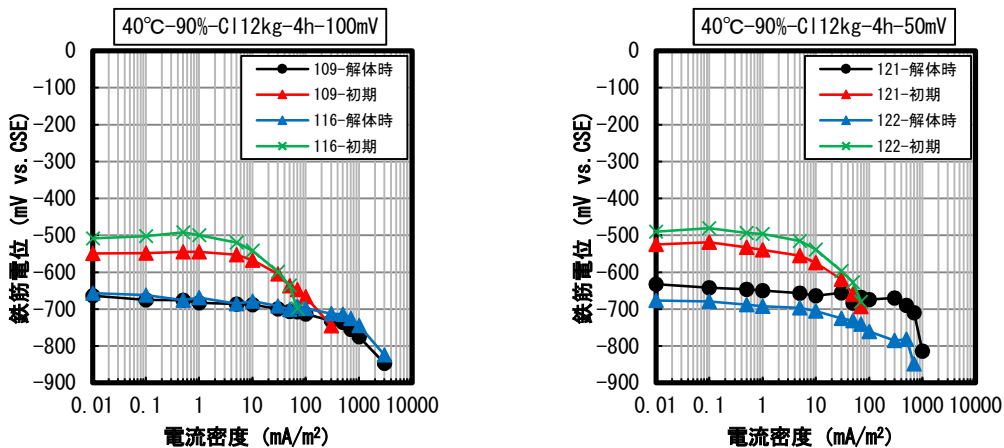 40℃-90%-Cl12kg-4h-100mV
0
-100
-200
-300
-400
-500
-600
-700
-800
-900
鉄筋電位 (mV vs.CSE)
109-解体時
109-初期
116-解体時
116-初期
0.01 0.1 1 10 100 1000 10000
電流密度 (mA/m²)
40℃-90%-Cl12kg-4h-50mV
0
-100
-200
-300
-400
-500
-600
-700
-800
-900
鉄筋電位 (mV vs.CSE)
121-解体時
121-初期
122-解体時
122-初期
0.01 0.1 1 10 100 1000 10000
電流密度 (mA/m²)